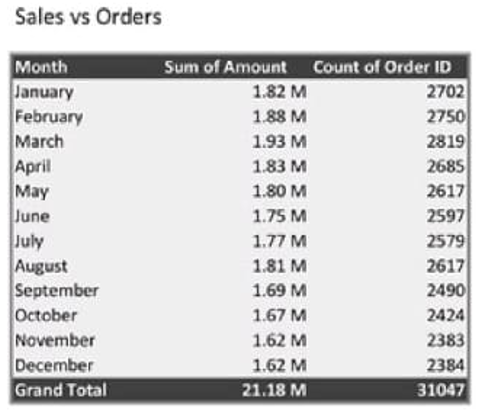 Sales vs Orders
Month Sum of Amount Count of Order ID
January 1.82 M 2702
February 1.88 M 2750
March 1.93 M 2819
April 1.83 M 2685
May 1.80 M 2617
June 1.75 M 2597
July 1.77 M 2579
August 1.81 M 2617
September 1.69 M 2490
October 1.67 M 2424
November 1.62 M 2383
December 1.62 M 2384
Grand Total 21.18 M 31047